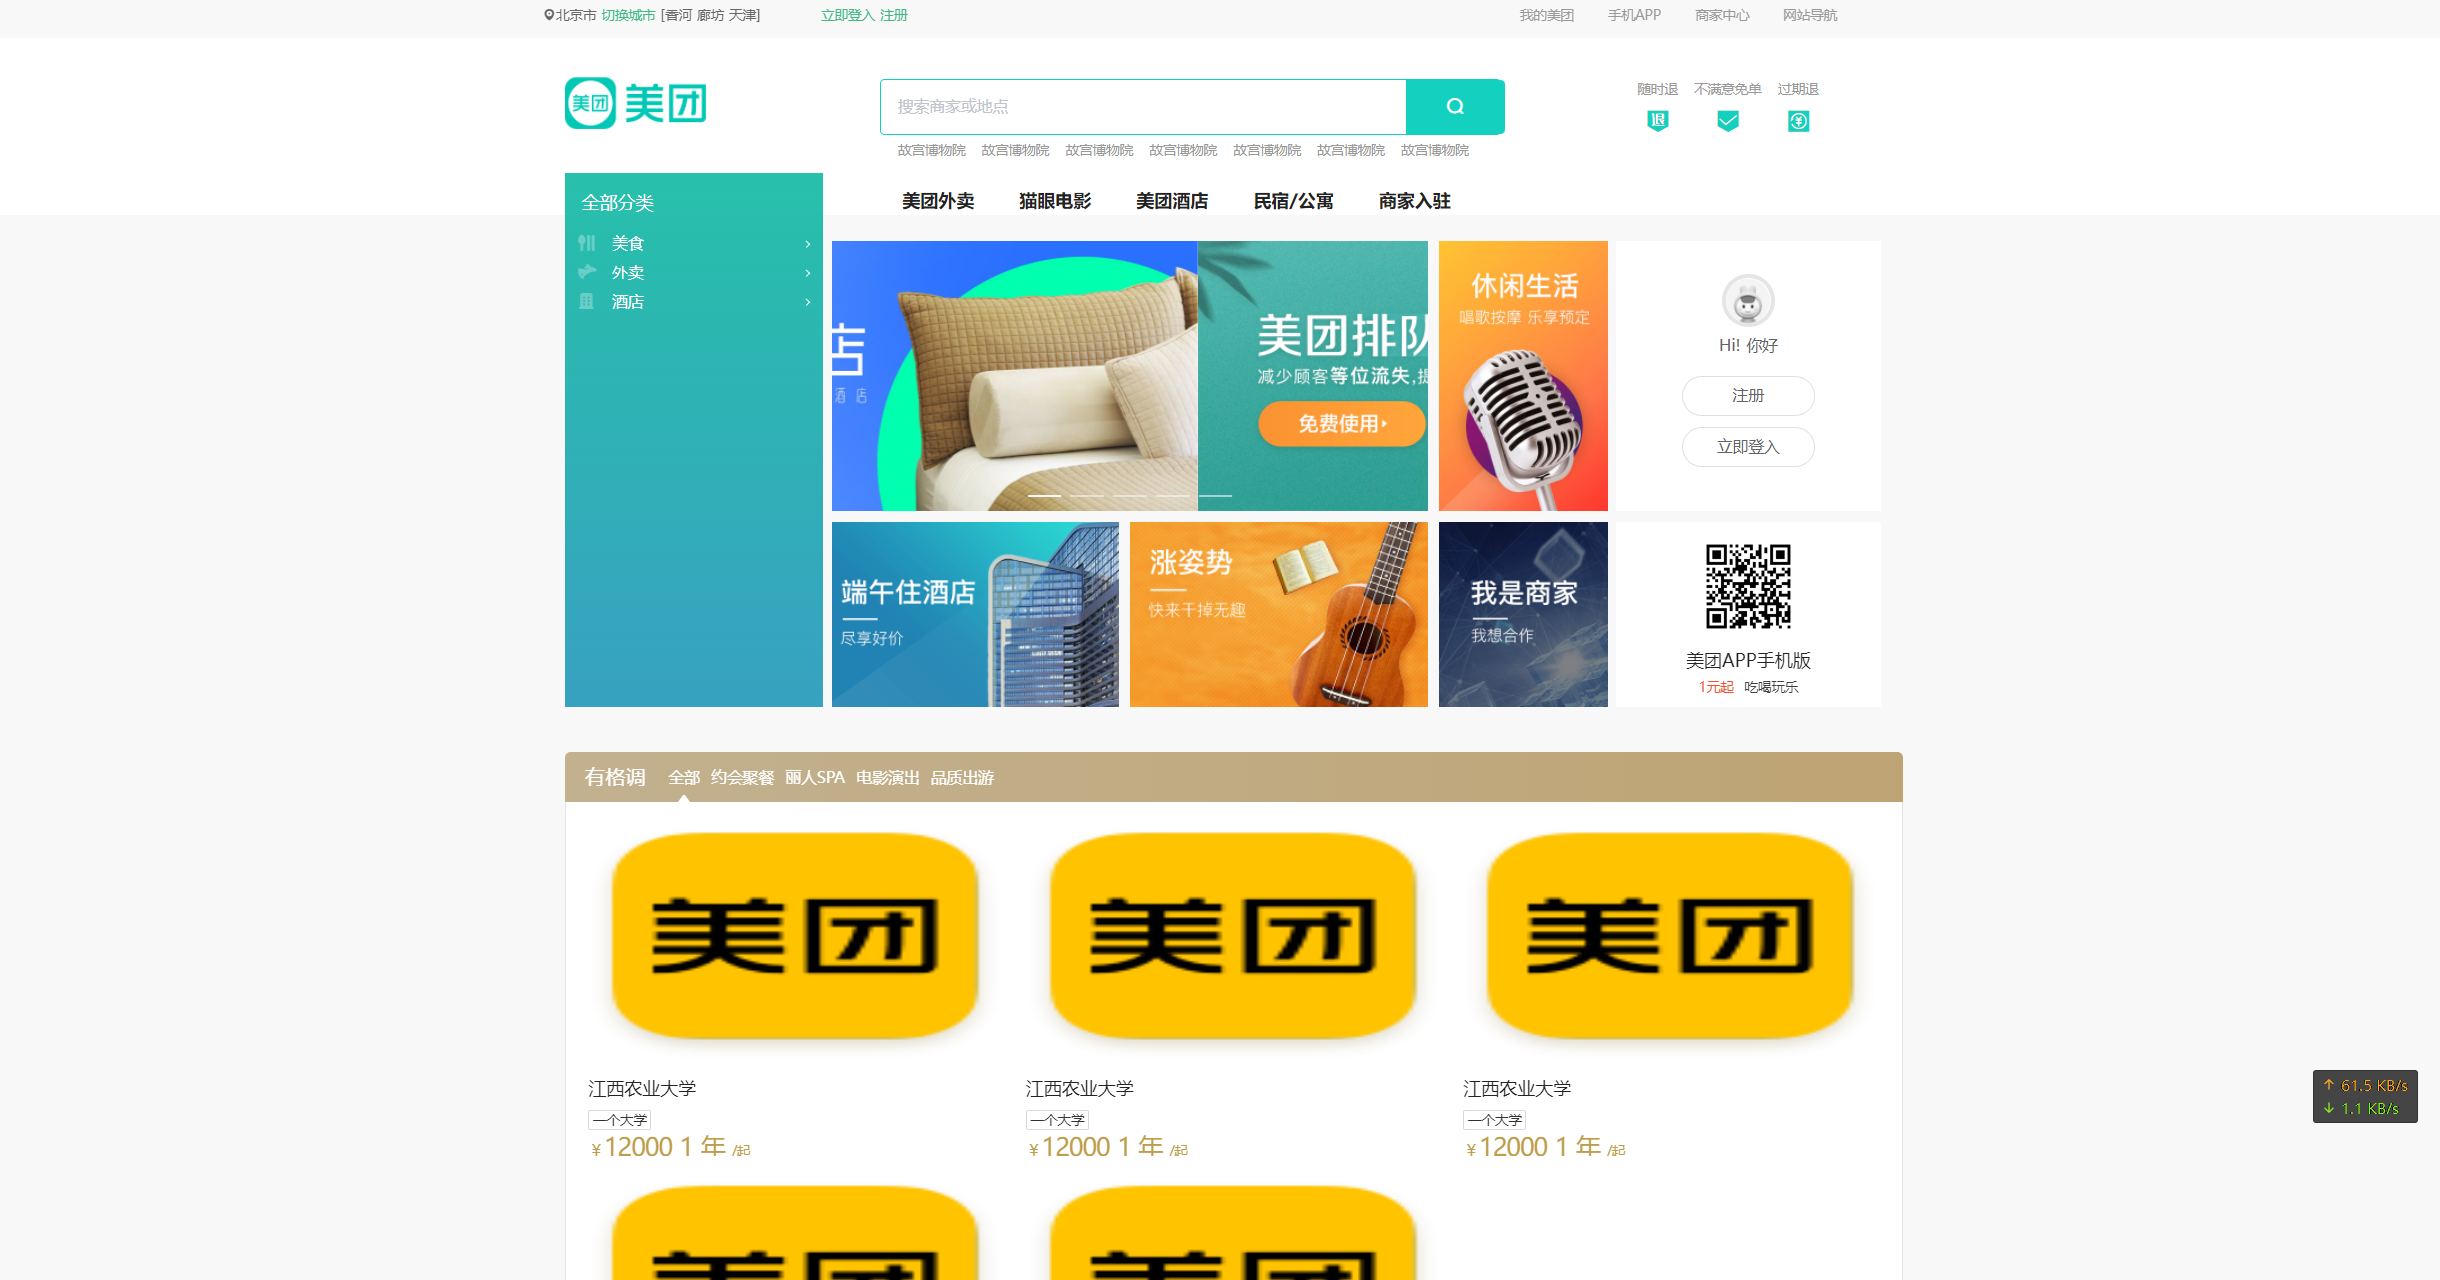 北京市 切换城市 [香河 廊坊 天津] 立即登入 注册 我的美团 手机APP 商家中心 网站导航
美团 美团
搜索商家或地点
随时退 不满意免单 过期退
退
故宫博物院 故宫博物院 故宫博物院 故宫博物院 故宫博物院 故宫博物院 故宫博物院
全部分类
美团外卖 猫眼电影 美团酒店 民宿/公寓 商家入驻
美食
外卖
酒店
店
酒 店
美团排队
减少顾客等位流失,提
免费使用
休闲生活
唱歌按摩 乐享预定
Hi! 你好
注册
立即登入
端午住酒店
尽享好价
涨姿势
快来干掉无趣
我是商家
我想合作
美团APP手机版
1元起 吃喝玩乐
有格调 全部 约会聚餐 丽人SPA 电影演出 品质出游
美团 美团 美团
江西农业大学 江西农业大学 江西农业大学
一个大学 一个大学 一个大学
¥12000 1 年 /起 ¥12000 1 年 /起 ¥12000 1 年 /起
美团 美团
↑ 61.5 KB/s
↓ 1.1 KB/s